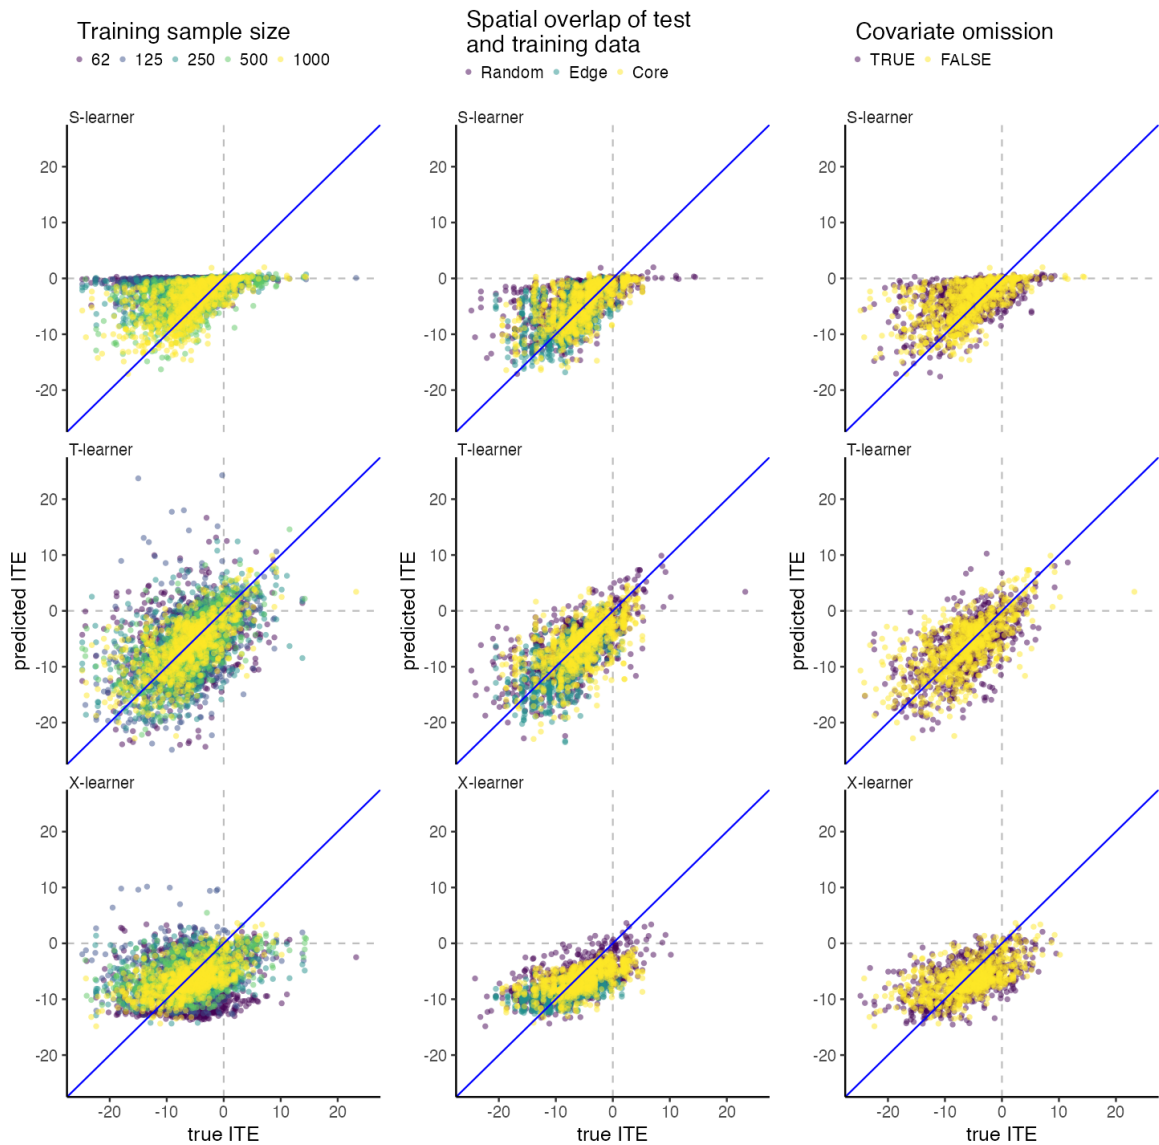 Training sample size
62 125 250 500 1000
Spatial overlap of test
and training data
Random Edge Core
Covariate omission
TRUE FALSE
S-learner
20
10
0
-10
-20
S-learner
20
10
0
-10
-20
S-learner
20
10
0
-10
-20
T-learner
20
10
0
-10
-20
predicted ITE
T-learner
20
10
0
-10
-20
predicted ITE
T-learner
20
10
0
-10
-20
predicted ITE
X-learner
20
10
0
-10
-20
X-learner
20
10
0
-10
-20
X-learner
20
10
0
-10
-20
-20 -10 0 10 20
true ITE
-20 -10 0 10 20
true ITE
-20 -10 0 10 20
true ITE